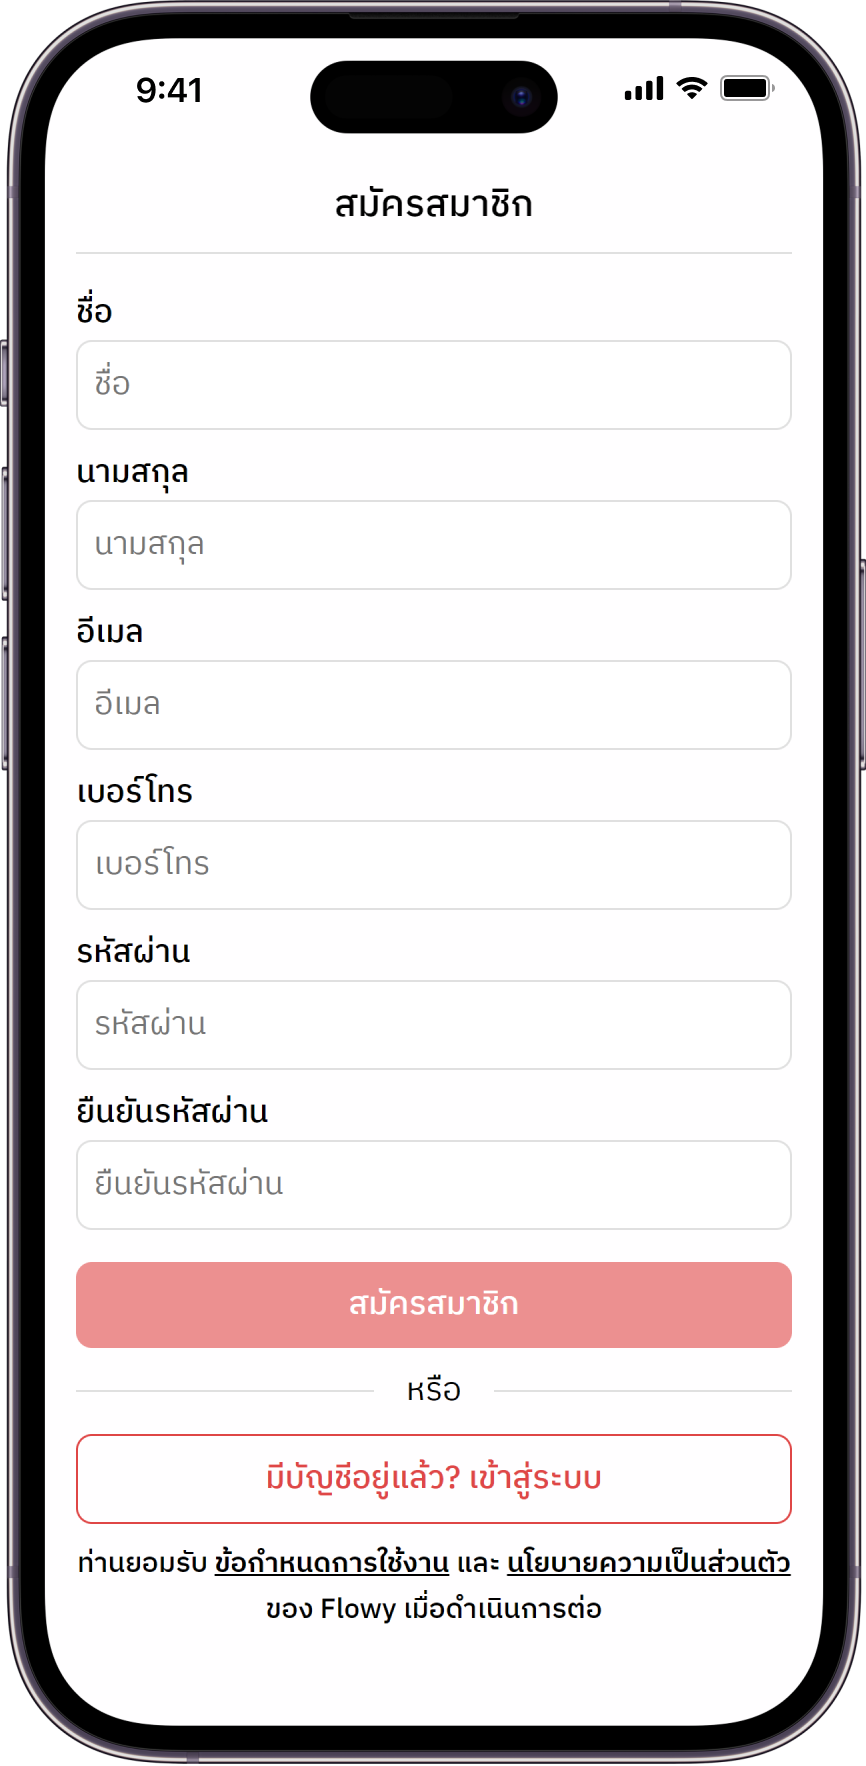 9:41
สมัครสมาชิก
ชื่อ
ชื่อ
นามสกุล
นามสกุล
อีเมล
อีเมล
เบอร์โทร
เบอร์โทร
รหัสผ่าน
รหัสผ่าน
ยืนยันรหัสผ่าน
ยืนยันรหัสผ่าน
สมัครสมาชิก
หรือ
มีบัญชีอยู่แล้ว? เข้าสู่ระบบ
ท่านยอมรับ ข้อกำหนดการใช้งาน และ นโยบายความเป็นส่วนตัว
ของ Flowy เมื่อดำเนินการต่อ